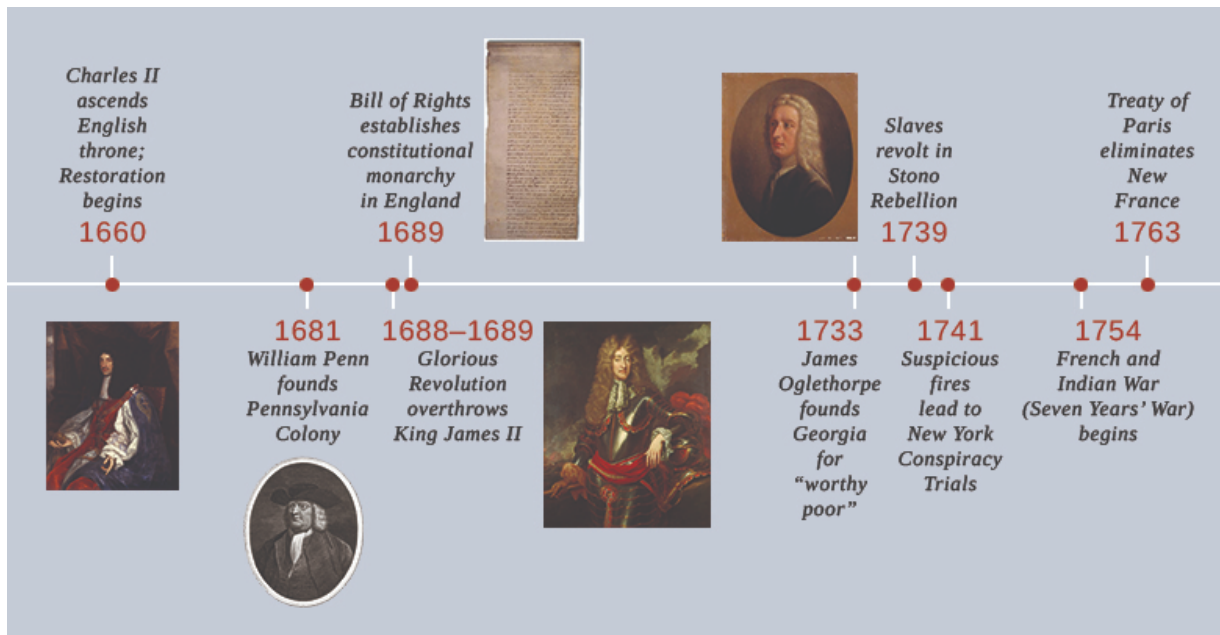 Charles II
ascends
English
throne;
Restoration
begins
1660
Bill of Rights
establishes
constitutional
monarchy
in England
1689
Slaves
revolt in
Stono
Rebellion
1739
Treaty of
Paris
eliminates
New
France
1763
1681
William Penn
founds
Pennsylvania
Colony
1688–1689
Glorious
Revolution
overthrows
King James II
1733
James
Oglethorpe
founds
Georgia
for
“worthy
poor”
1741
Suspicious
fires
lead to
New York
Conspiracy
Trials
1754
French and
Indian War
(Seven Years’ War)
begins